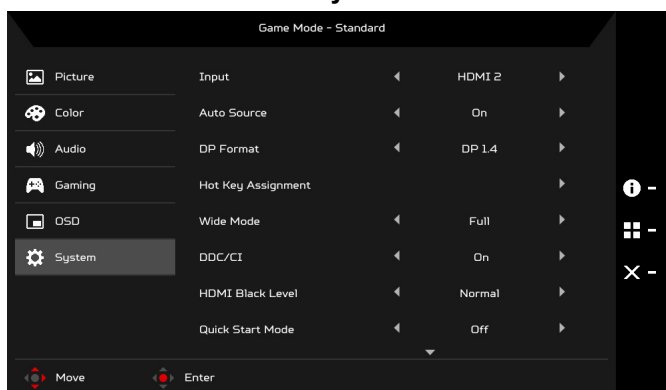 Game Mode - Standard
Picture
Input HDMI 2
Color
Auto Source On
Audio
DP Format DP 1.4
Gaming
Hot Key Assignment
OSD
Wide Mode Full
System
DDC/CI On
HDMI Black Level Normal
Quick Start Mode Off
Move Enter